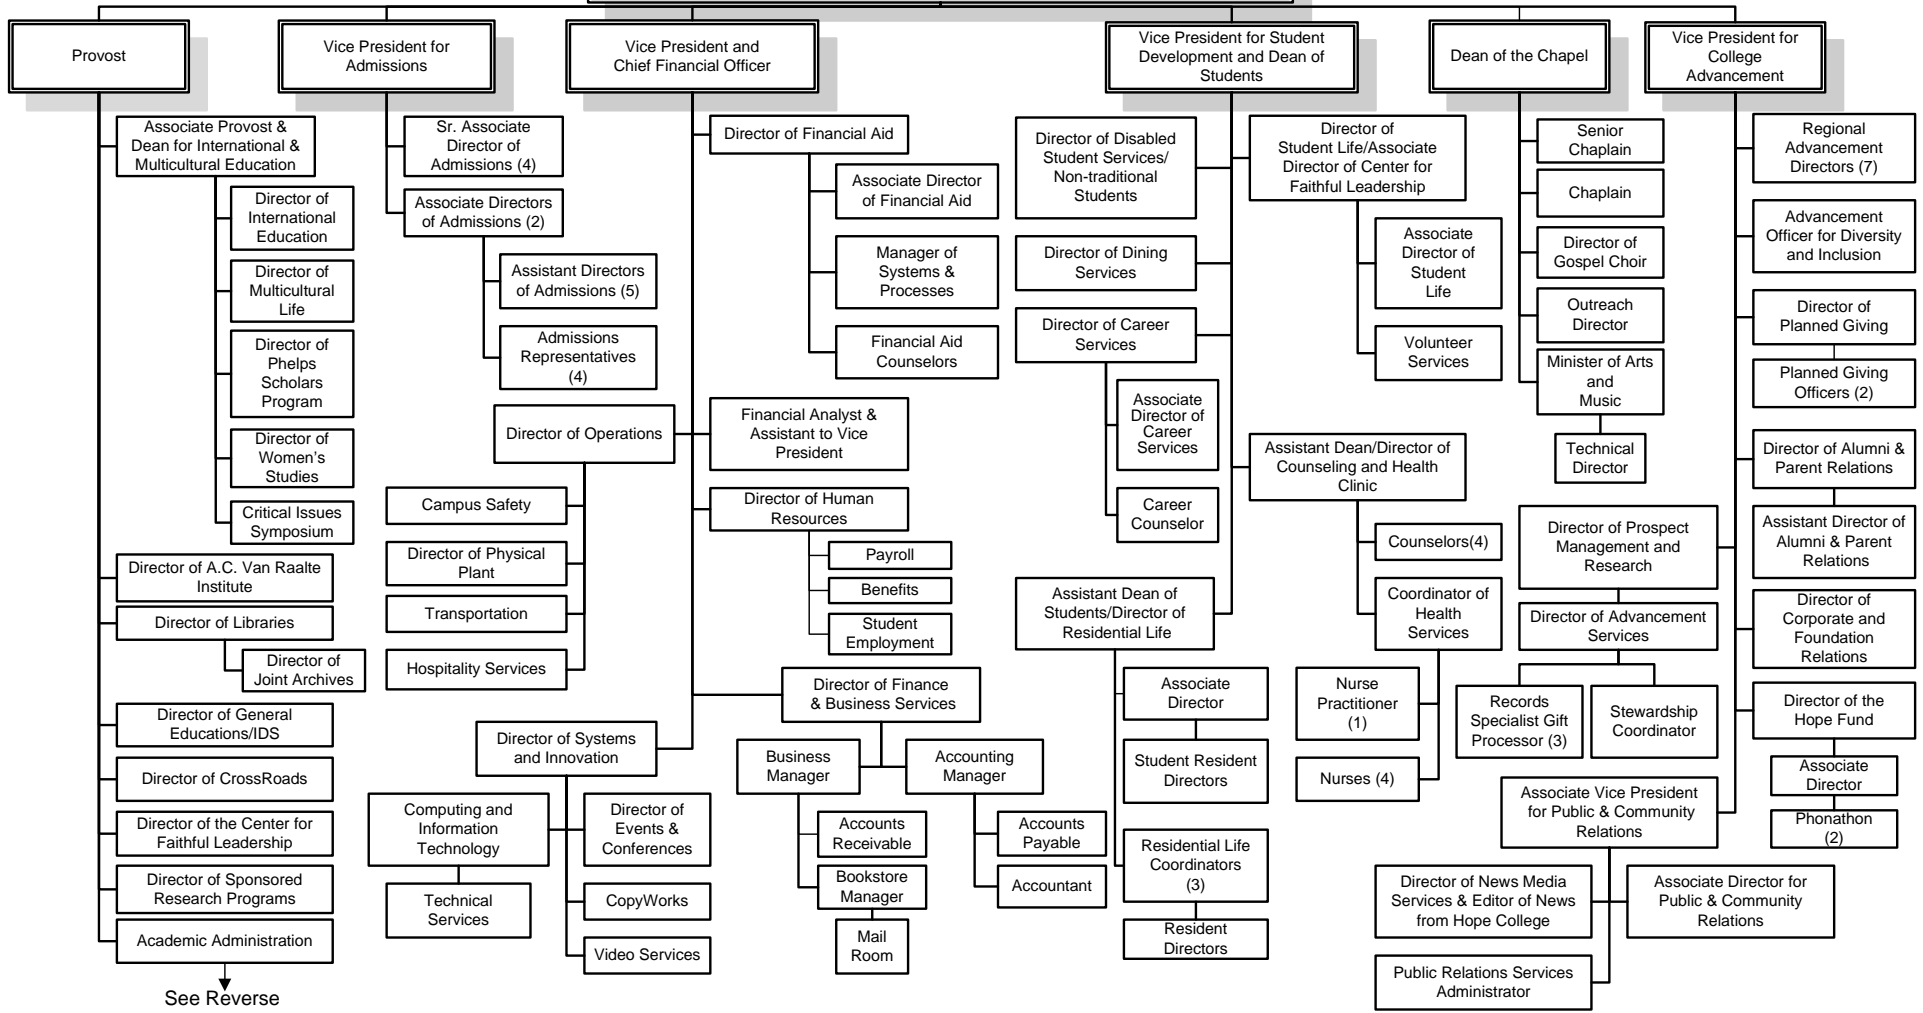 Provost
Vice President for
Admissions
Vice President and
Chief Financial Officer
Vice President for Student
Development and Dean of
Students
Dean of the Chapel
Vice President for
College
Advancement
Associate Provost &
Dean for International &
Multicultural Education
Director of
International
Education
Director of
Multicultural
Life
Director of
Phelps
Scholars
Program
Director of
Women's
Studies
Critical Issues
Symposium
Director of A.C. Van Raalte
Institute
Director of Libraries
Director of
Joint Archives
Director of General
Educations/IDS
Director of CrossRoads
Director of the Center for
Faithful Leadership
Director of Sponsored
Research Programs
Academic Administration
See Reverse
Sr. Associate
Director of
Admissions (4)
Associate Directors
of Admissions (2)
Assistant Directors
of Admissions (5)
Admissions
Representatives
(4)
Director of Financial Aid
Associate Director
of Financial Aid
Manager of
Systems &
Processes
Financial Aid
Counselors
Director of Operations
Campus Safety
Director of Physical
Plant
Transportation
Hospitality Services
Financial Analyst &
Assistant to Vice
President
Director of Human
Resources
Payroll
Benefits
Student
Employment
Director of Finance
& Business Services
Business
Manager
Accounts
Receivable
Bookstore
Manager
Mail
Room
Accounting
Manager
Accounts
Payable
Accountant
Director of Systems
and Innovation
Computing and
Information
Technology
Technical
Services
Director of
Events &
Conferences
CopyWorks
Video Services
Director of Disabled
Student Services/
Non-traditional
Students
Director of Dining
Services
Director of Career
Services
Associate
Director of
Career
Services
Career
Counselor
Assistant Dean of
Students/Director of
Residential Life
Associate
Director
Student Resident
Directors
Residential Life
Coordinators
(3)
Resident
Directors
Director of
Student Life/Associate
Director of Center for
Faithful Leadership
Associate
Director of
Student
Life
Volunteer
Services
Assistant Dean/Director of
Counseling and Health
Clinic
Counselors(4)
Coordinator of
Health
Services
Nurse
Practitioner
(1)
Nurses (4)
Senior
Chaplain
Chaplain
Director of
Gospel Choir
Outreach
Director
Minister of Arts
and
Music
Technical
Director
Regional
Advancement
Directors (7)
Advancement
Officer for Diversity
and Inclusion
Director of
Planned Giving
Planned Giving
Officers (2)
Director of Alumni &
Parent Relations
Assistant Director of
Alumni & Parent
Relations
Director of Prospect
Management and
Research
Director of Advancement
Services
Records
Specialist Gift
Processor (3)
Stewardship
Coordinator
Director of
Corporate and
Foundation
Relations
Director of the
Hope Fund
Associate
Director
Phonathon
(2)
Associate Vice President
for Public & Community
Relations
Director of News Media
Services & Editor of News
from Hope College
Associate Director for
Public & Community
Relations
Public Relations Services
Administrator